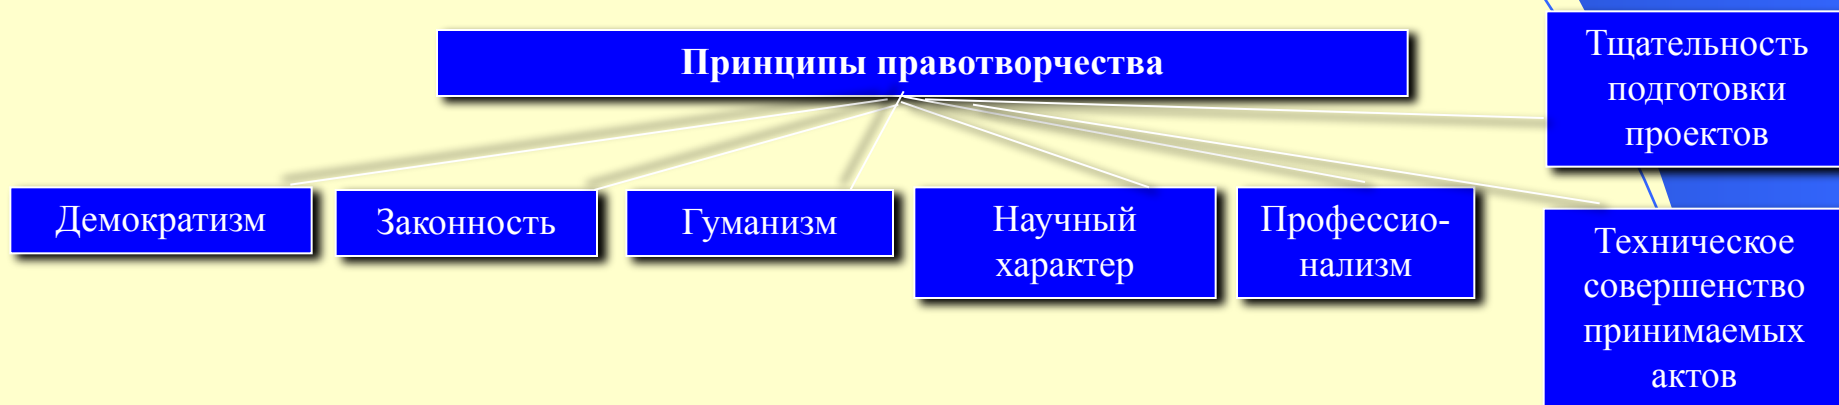 Принципы правотворчества
Тщательность
подготовки
проектов
Демократизм
Законность
Гуманизм
Научный
характер
Профессио-
нализм
Техническое
совершенство
принимаемых
актов